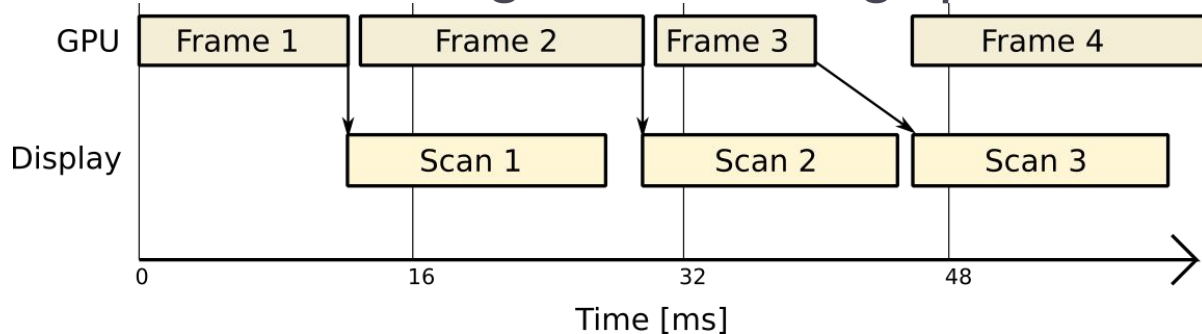 GPU
Frame 1
Frame 2
Frame 3
Frame 4
Display
Scan 1
Scan 2
Scan 3
0
16
32
48
Time [ms]